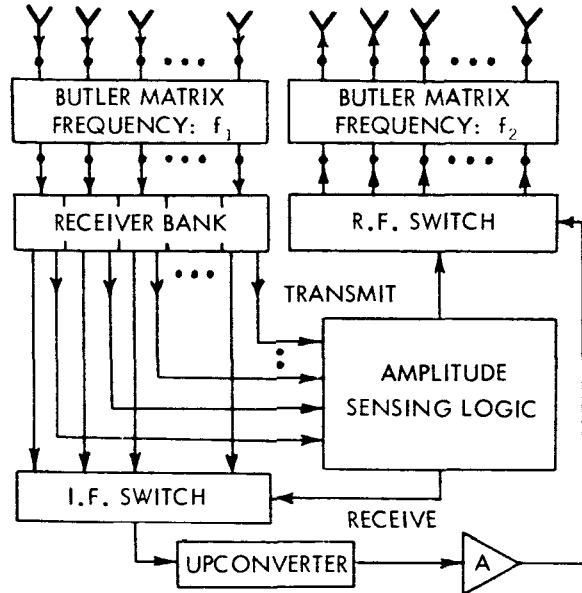 BUTLER MATRIX
FREQUENCY: f₁
BUTLER MATRIX
FREQUENCY: f₂
RECEIVER BANK
R.F. SWITCH
TRANSMIT
AMPLITUDE
SENSING LOGIC
I.F. SWITCH
RECEIVE
UPCONVERTER
A